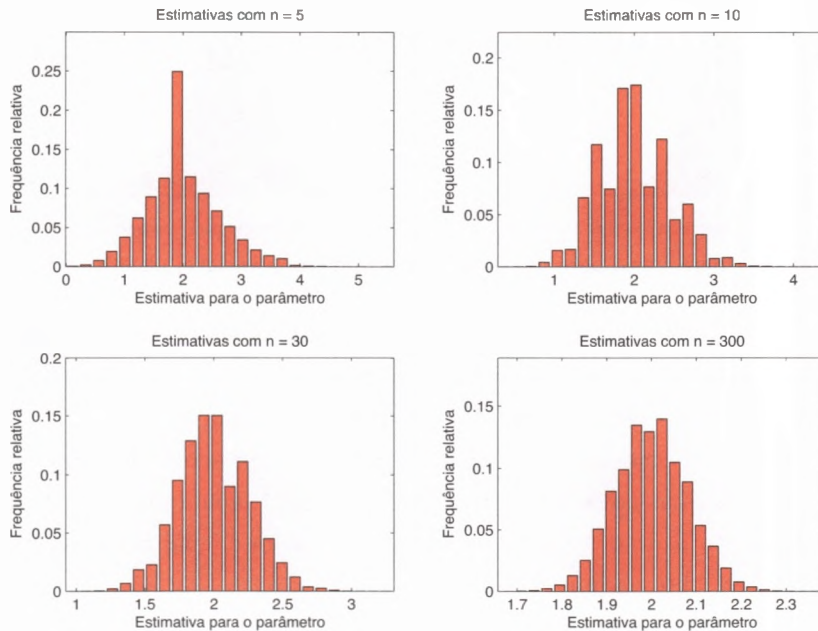 Estimativas com n = 5
Frequência relativa
0.25
0.2
0.15
0.1
0.05
0
0 1 2 3 4 5
Estimativa para o parâmetro
Estimativas com n = 10
Frequência relativa
0.2
0.15
0.1
0.05
0
1 2 3 4
Estimativa para o parâmetro
Estimativas com n = 30
Frequência relativa
0.2
0.15
0.1
0.05
0
1 1.5 2 2.5 3
Estimativa para o parâmetro
Estimativas com n = 300
Frequência relativa
0.15
0.1
0.05
0
1.7 1.8 1.9 2 2.1 2.2 2.3
Estimativa para o parâmetro